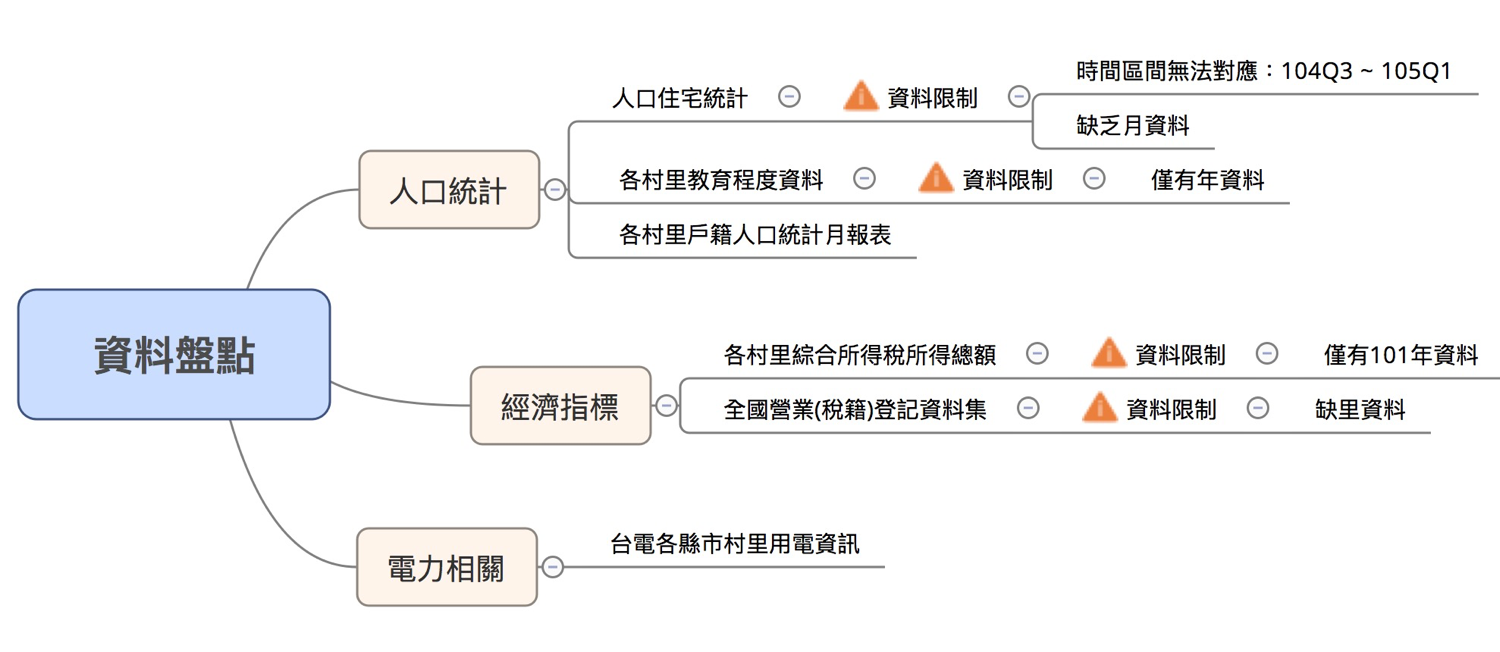 資料盤點
人口統計
人口住宅統計
資料限制
時間區間無法對應：104Q3 ~ 105Q1
缺乏月資料
各村里教育程度資料
資料限制
僅有年資料
各村里戶籍人口統計月報表
經濟指標
各村里綜合所得稅所得總額
資料限制
僅有101年資料
全國營業(稅籍)登記資料集
資料限制
缺里資料
電力相關
台電各縣市村里用電資訊